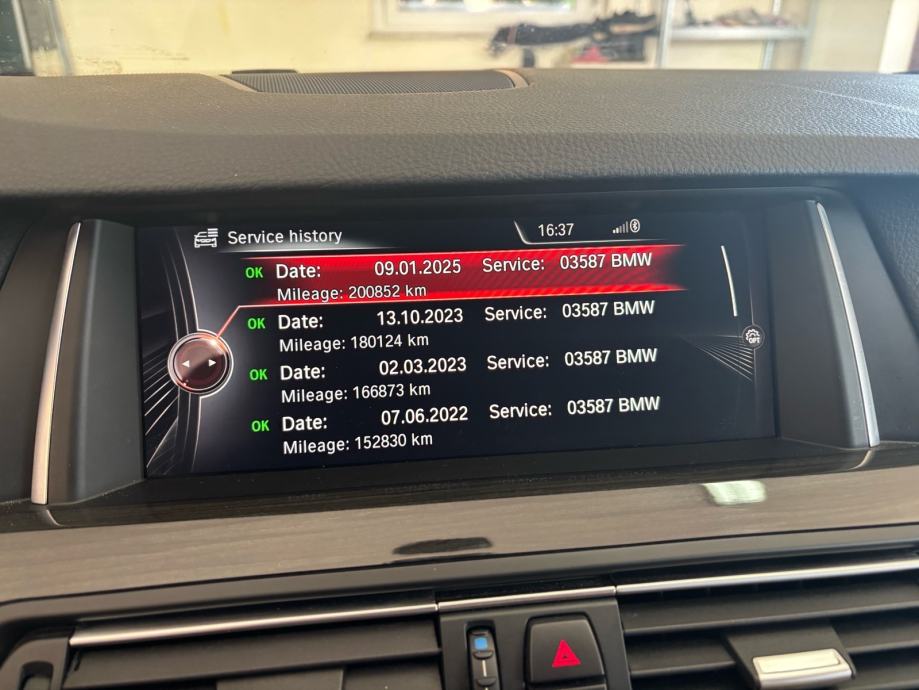 Service history
16:37
OK Date: 09.01.2025 Service: 03587 BMW
Mileage: 200852 km
OK Date: 13.10.2023 Service: 03587 BMW
Mileage: 180124 km
OK Date: 02.03.2023 Service: 03587 BMW
Mileage: 166873 km
OK Date: 07.06.2022 Service: 03587 BMW
Mileage: 152830 km
OPT